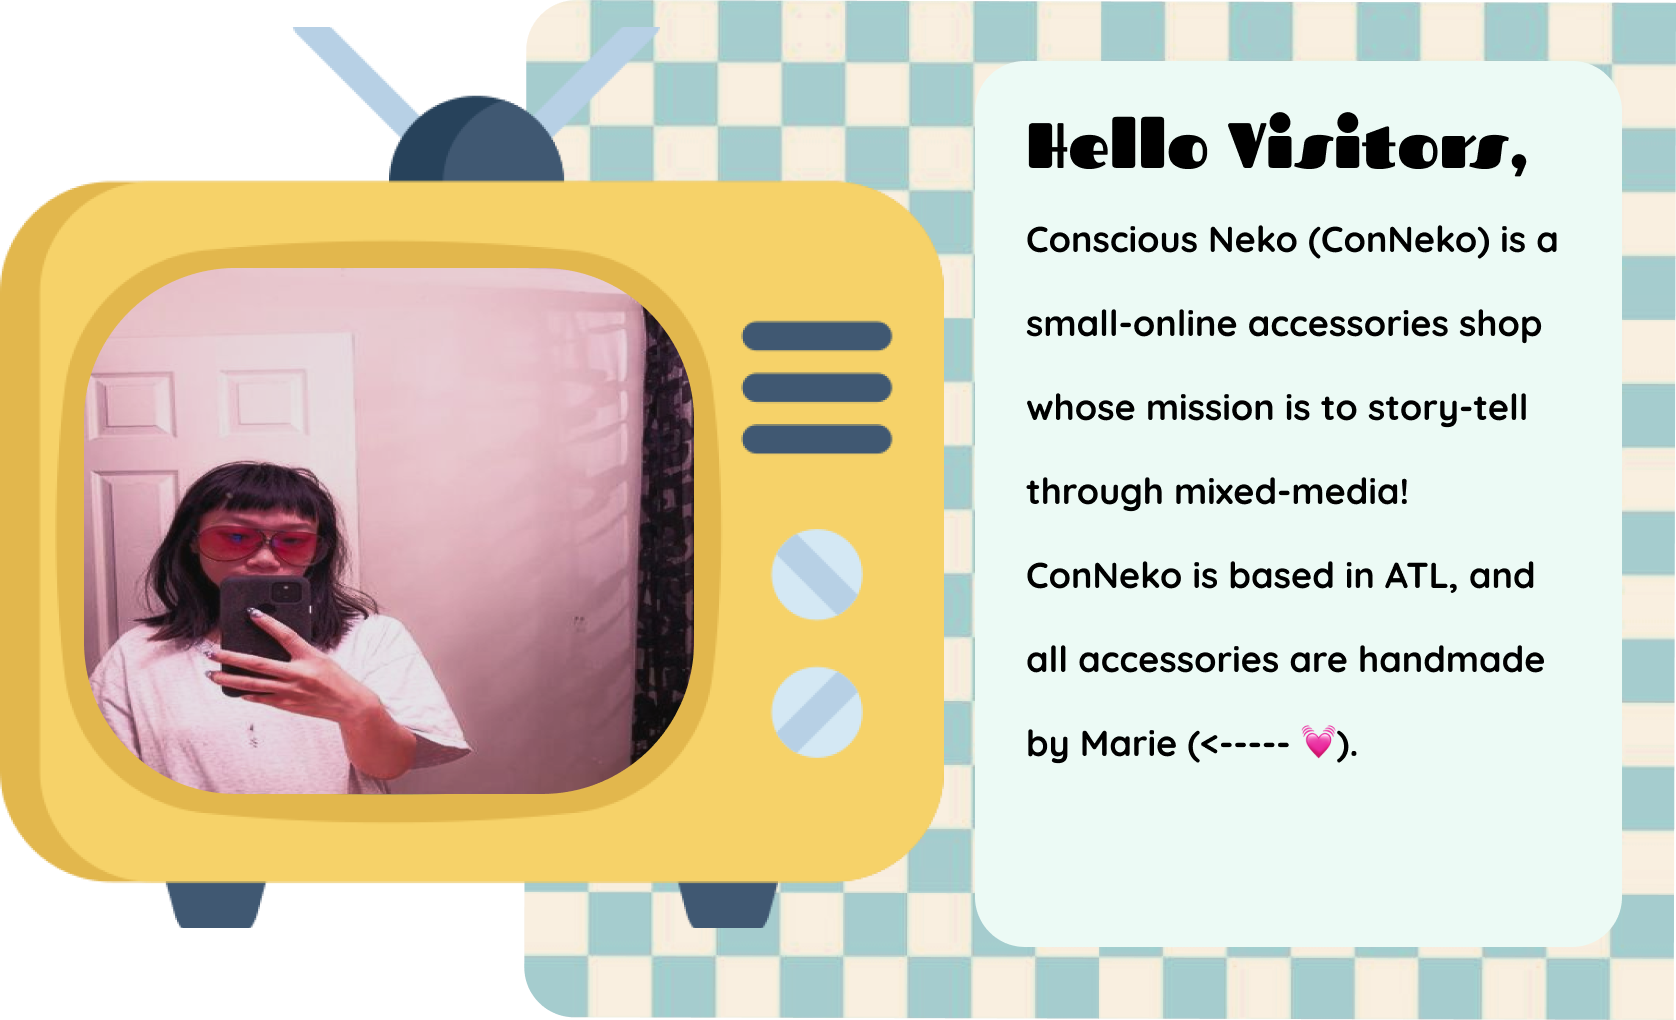 Hello Visitors,
Conscious Neko (ConNeko) is a
small-online accessories shop
whose mission is to story-tell
through mixed-media!
ConNeko is based in ATL, and
all accessories are handmade
by Marie (<----- 💓).